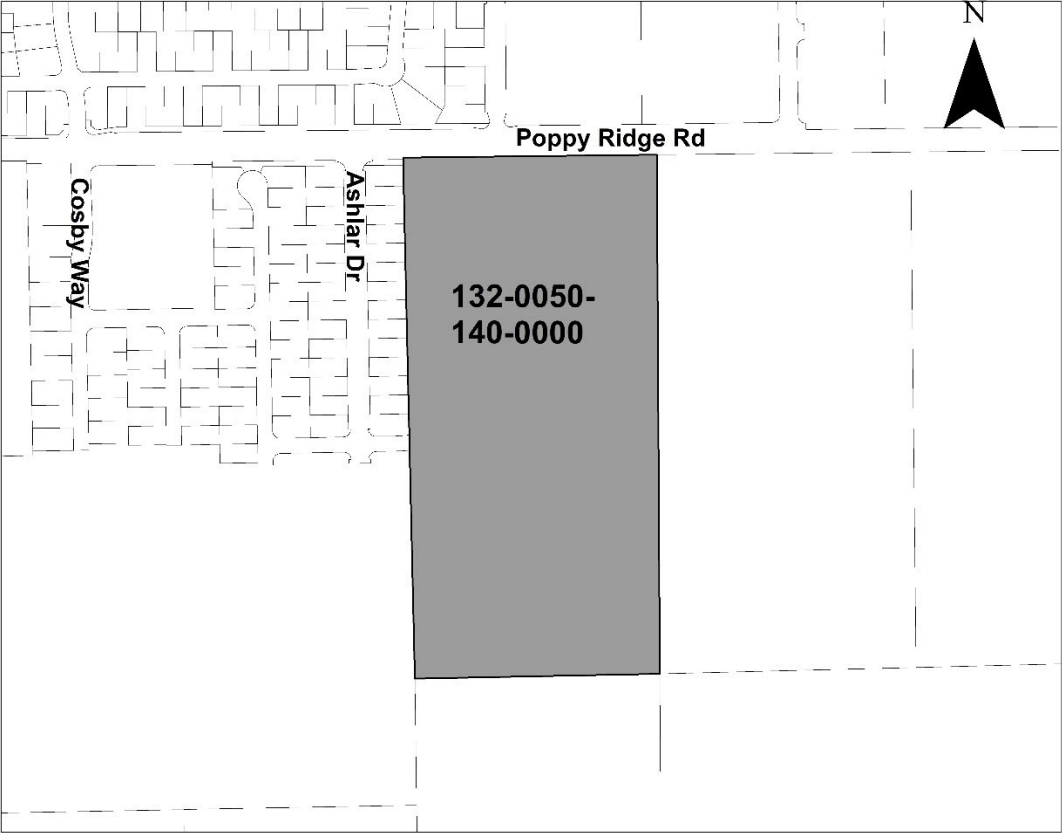 N
Poppy Ridge Rd
Cosby Way
Ashlar Dr
132-0050-
140-0000